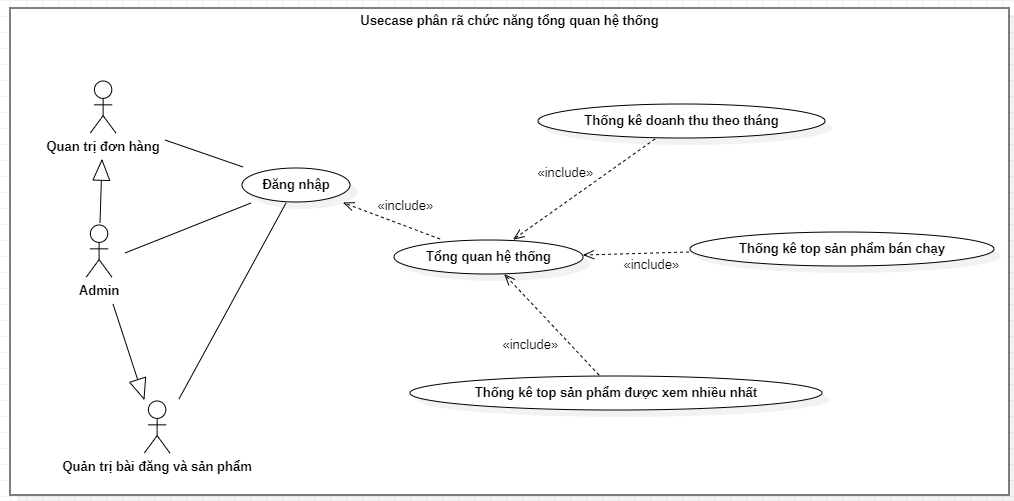 Usecase phân rã chức năng tổng quan hệ thống
Quan trị đơn hàng
Thống kê doanh thu theo tháng
«include»
Đăng nhập
«include»
Tổng quan hệ thống
Thống kê top sản phẩm bán chạy
«include»
Admin
«include»
Thống kê top sản phẩm được xem nhiều nhất
Quản trị bài đăng và sản phẩm